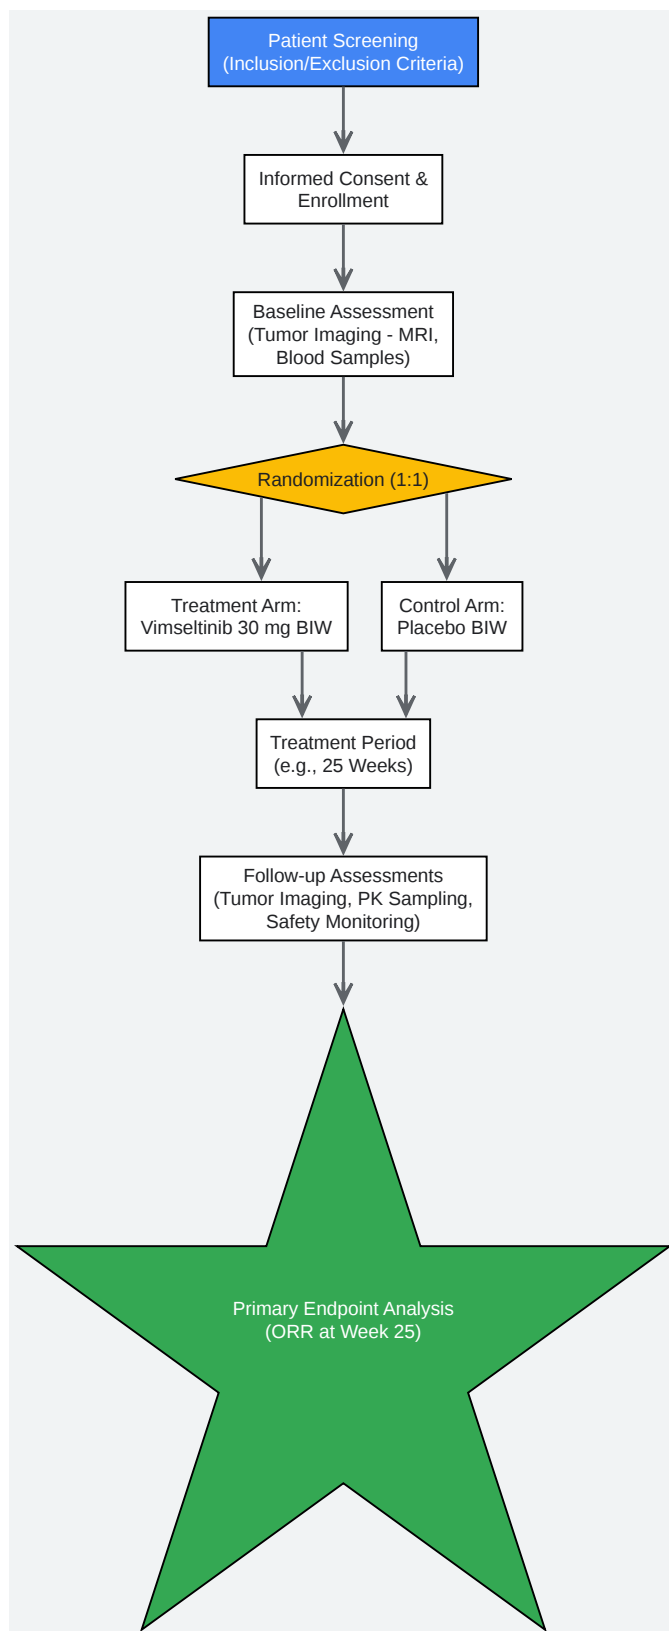 Patient Screening
(Inclusion/Exclusion Criteria)
Informed Consent &
Enrollment
Baseline Assessment
(Tumor Imaging - MRI,
Blood Samples)
Randomization (1:1)
Treatment Arm:
Vimseltinib 30 mg BIW
Control Arm:
Placebo BIW
Treatment Period
(e.g., 25 Weeks)
Follow-up Assessments
(Tumor Imaging, PK Sampling,
Safety Monitoring)
Primary Endpoint Analysis
(ORR at Week 25)